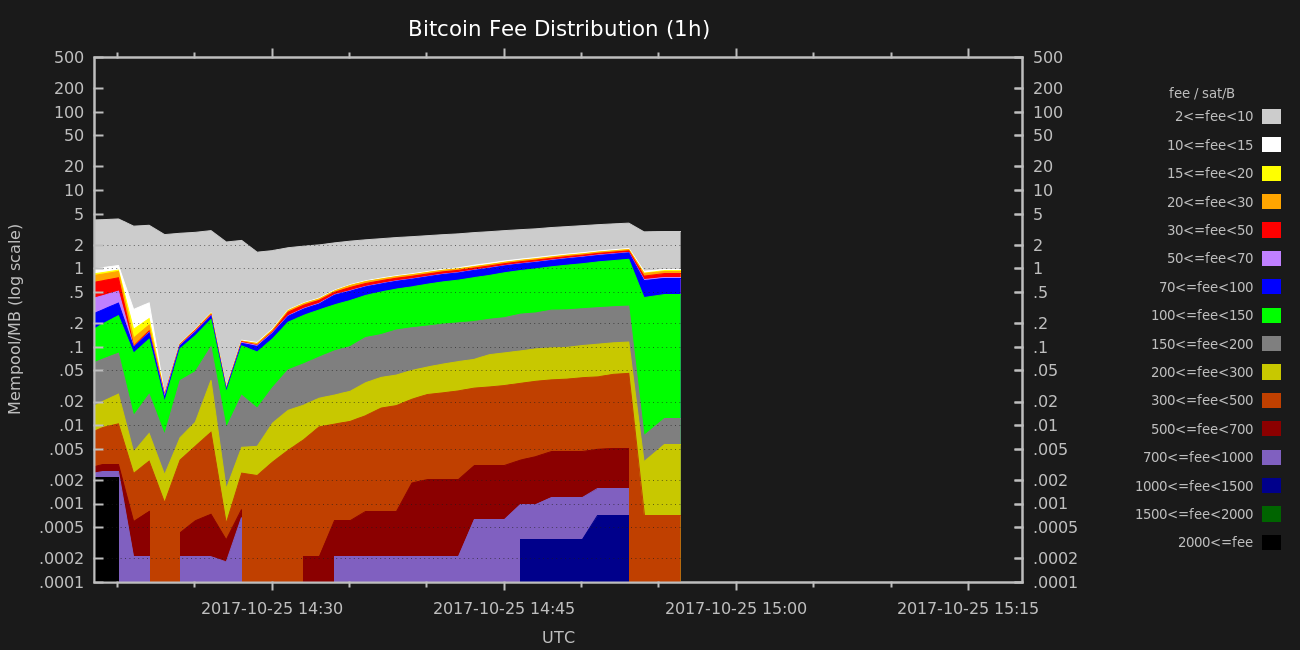 Bitcoin Fee Distribution (1h)
500
200
100
50
20
10
5
2
1
.5
.2
.1
.05
.02
.01
.005
.002
.001
.0005
.0002
.0001
Mempool/MB (log scale)
500
200
100
50
20
10
5
2
1
.5
.2
.1
.05
.02
.01
.005
.002
.001
.0005
.0002
.0001
2017-10-25 14:30 2017-10-25 14:45 2017-10-25 15:00 2017-10-25 15:15
UTC
fee / sat/B
2<=fee<10
10<=fee<15
15<=fee<20
20<=fee<30
30<=fee<50
50<=fee<70
70<=fee<100
100<=fee<150
150<=fee<200
200<=fee<300
300<=fee<500
500<=fee<700
700<=fee<1000
1000<=fee<1500
1500<=fee<2000
2000<=fee